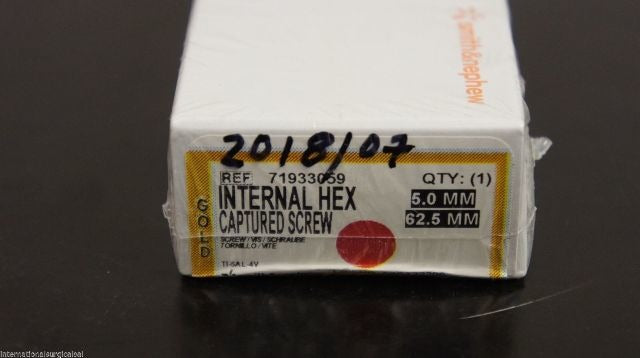 smith&nephew
2018/07
REF 71933059 QTY: (1)
INTERNAL HEX 5.0 MM
CAPTURED SCREW 62.5 MM
SCREW / VIS / SCHRAUBE
TORNILLO / VITE
GOLD
TI-6AL-4V
internationalsurgicaloal